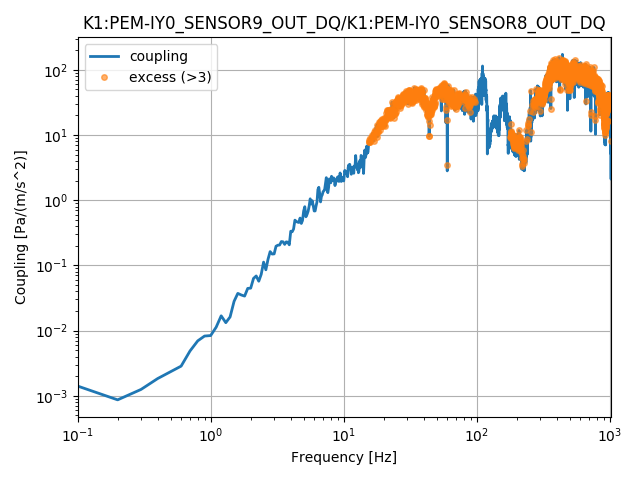 K1:PEM-IY0_SENSOR9_OUT_DQ/K1:PEM-IY0_SENSOR8_OUT_DQ
coupling
excess (>3)
Coupling [Pa/(m/s^2)]
10^2
10^1
10^0
10^−1
10^−2
10^−3
10^−1 10^0 10^1 10^2 10^3
Frequency [Hz]